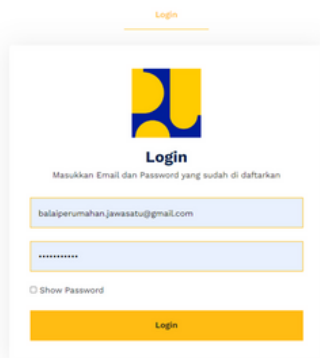 Login
Login
Masukkan Email dan Password yang sudah di daftarkan
balaiperumahan.jawasatu@gmail.com
•••••••••••
Show Password
Login